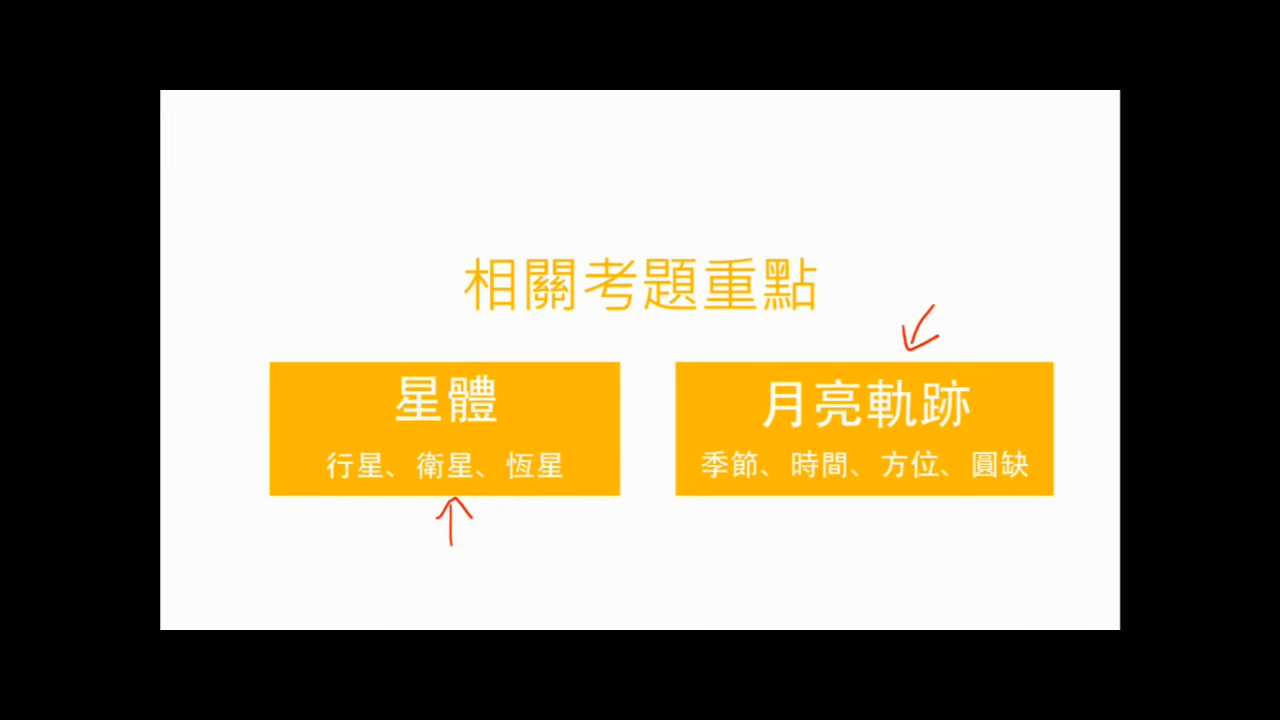 相關考題重點
星體
行星、衛星、恆星
月亮軌跡
季節、時間、方位、圓缺